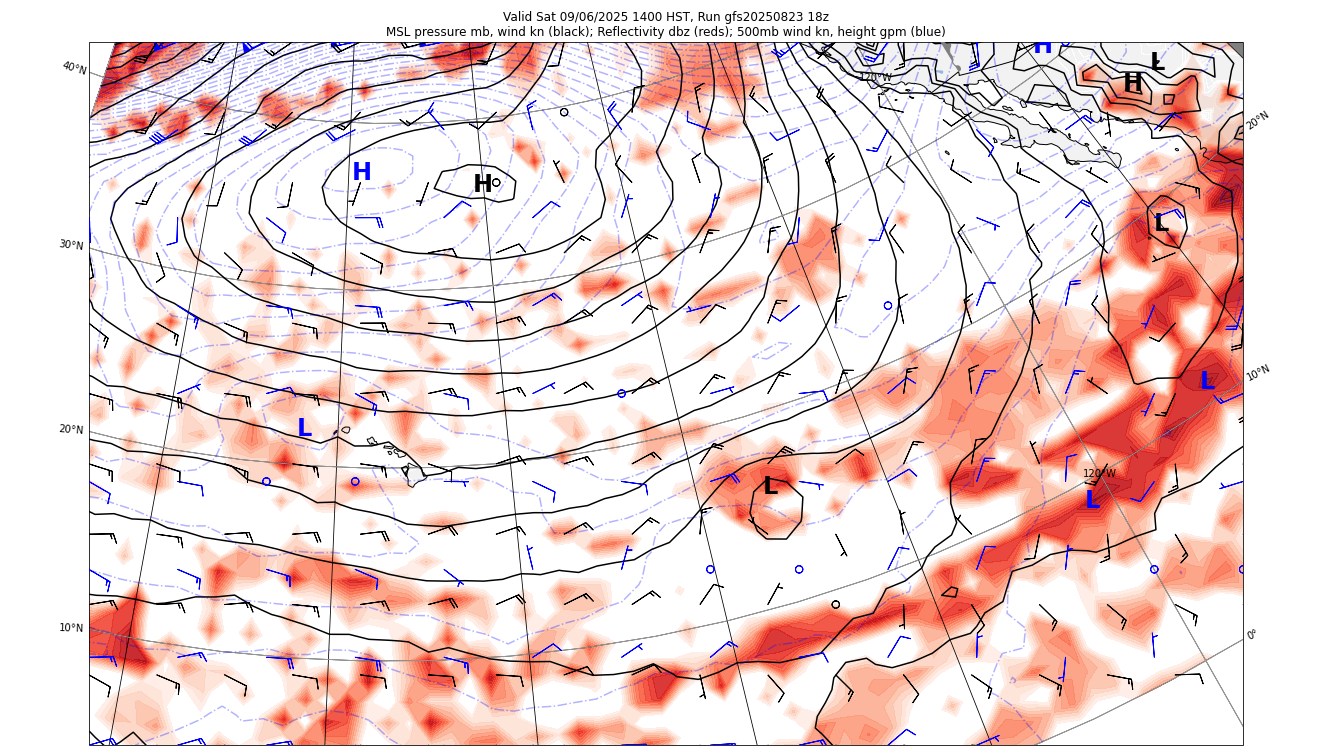 Valid Sat 09/06/2025 1400 HST, Run gfs20250823 18z
MSL pressure mb, wind kn (black); Reflectivity dbz (reds); 500mb wind kn, height gpm (blue)
H
L
40°N
120°W
H
20°N
H
H
L
30°N
10°N
L
L
20°N
120°W
L
L
10°N
0°